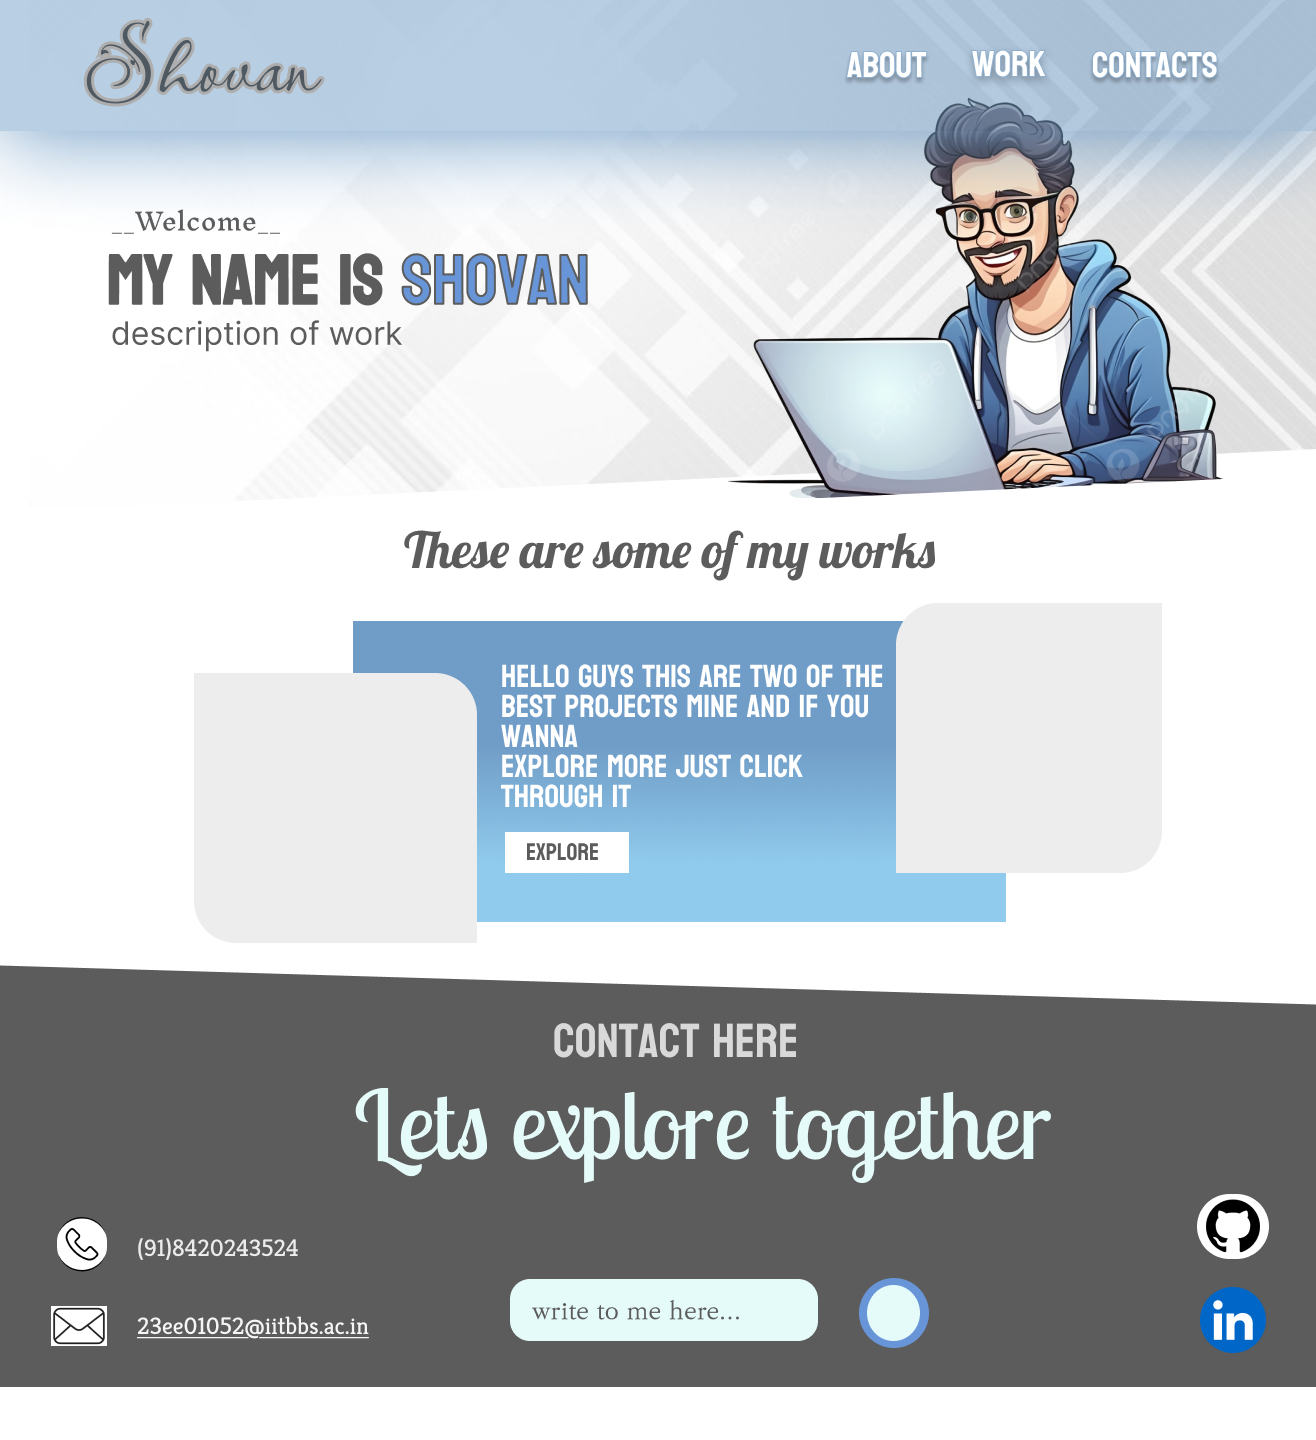 Shovan
ABOUT WORK CONTACTS
__Welcome__
MY NAME IS SHOVAN
description of work
These are some of my works
HELLO GUYS THIS ARE TWO OF THE
BEST PROJECTS MINE AND IF YOU
WANNA
EXPLORE MORE JUST CLICK
THROUGH IT
EXPLORE
CONTACT HERE
Lets explore together
(91)8420243524
23ee01052@iitbbs.ac.in
write to me here...
in